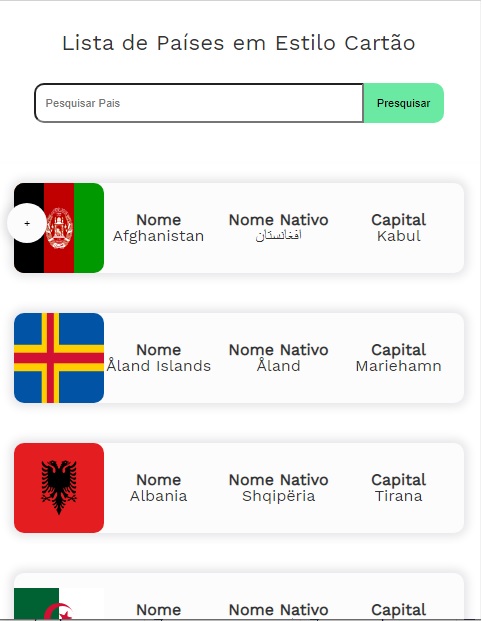 Lista de Países em Estilo Cartão
Pesquisar Pais Presquisar
+
Nome Nome Nativo Capital
Afghanistan افغانستان Kabul
Nome Nome Nativo Capital
Åland Islands Åland Mariehamn
Nome Nome Nativo Capital
Albania Shqipëria Tirana
Nome Nome Nativo Capital